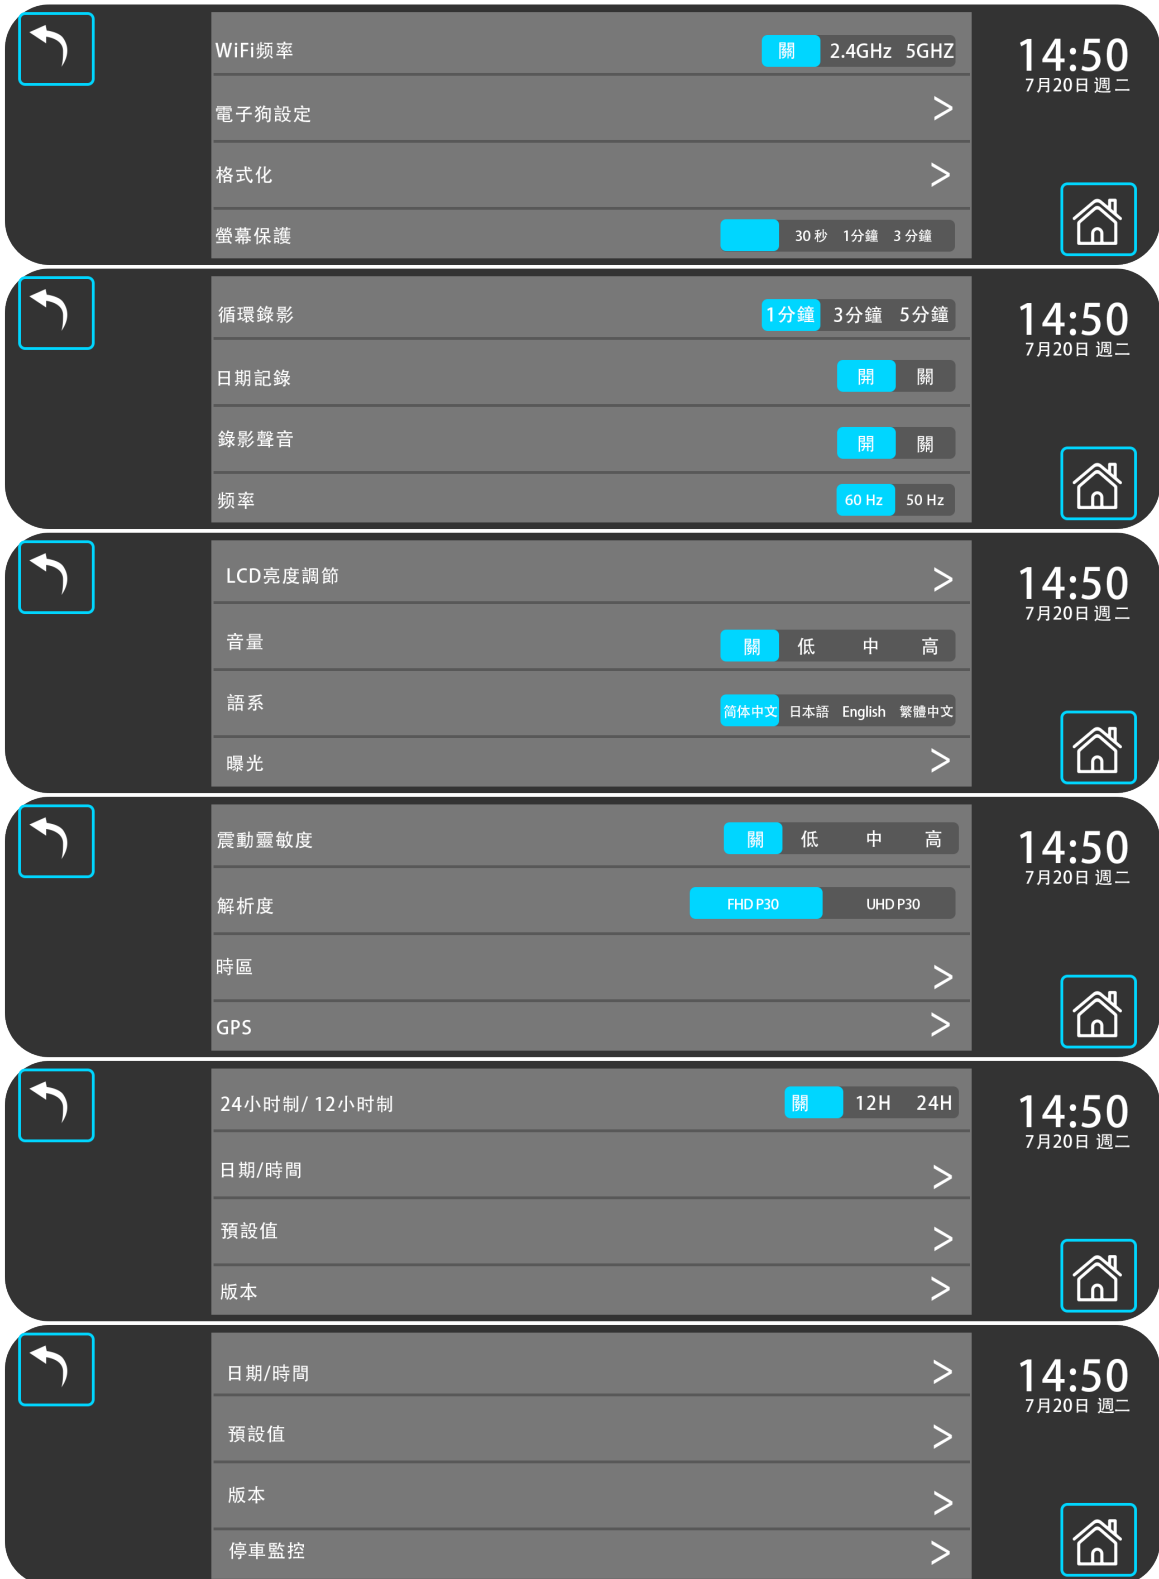 WiFi频率 關 2.4GHz 5GHZ
14:50
7月20日 週二
電子狗設定 >
格式化 >
螢幕保護 30 秒 1分鐘 3 分鐘
循環錄影 1分鐘 3分鐘 5分鐘
14:50
7月20日 週二
日期記錄 開 關
錄影聲音 開 關
频率 60 Hz 50 Hz
LCD亮度調節 >
14:50
7月20日 週二
音量 關 低 中 高
語系 简体中文 日本語 English 繁體中文
曝光 >
震動靈敏度 關 低 中 高
14:50
7月20日 週二
解析度 FHD P30 UHD P30
時區 >
GPS >
24小时制/ 12小时制 關 12H 24H
14:50
7月20日 週二
日期/時間 >
預設值 >
版本 >
日期/時間 >
14:50
7月20日 週二
預設值 >
版本 >
停車監控 >